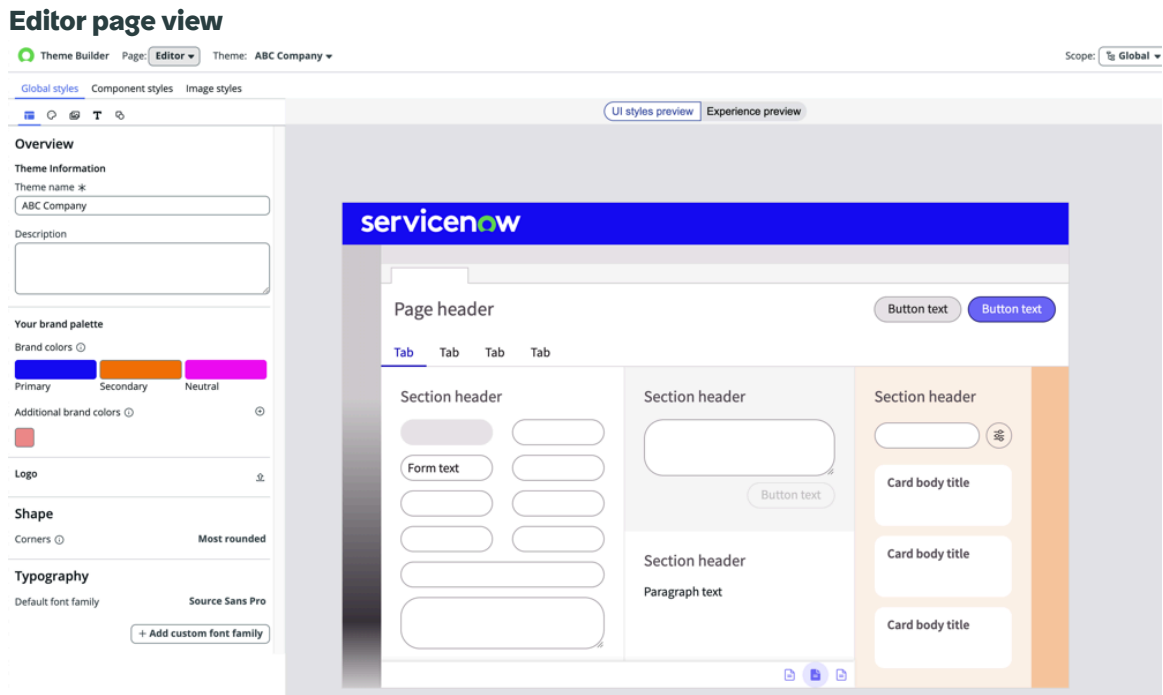 Editor page view
Theme Builder Page: Editor Theme: ABC Company Scope: Global
Global styles Component styles Image styles
UI styles preview Experience preview
Overview
Theme Information
Theme name *
ABC Company
Description
Your brand palette
Brand colors
Primary Secondary Neutral
Additional brand colors
Logo
Shape
Corners Most rounded
Typography
Default font family Source Sans Pro
+ Add custom font family
servicenow
Page header
Button text Button text
Tab Tab Tab Tab
Section header
Form text
Section header
Button text
Section header
Paragraph text
Section header
Card body title
Card body title
Card body title